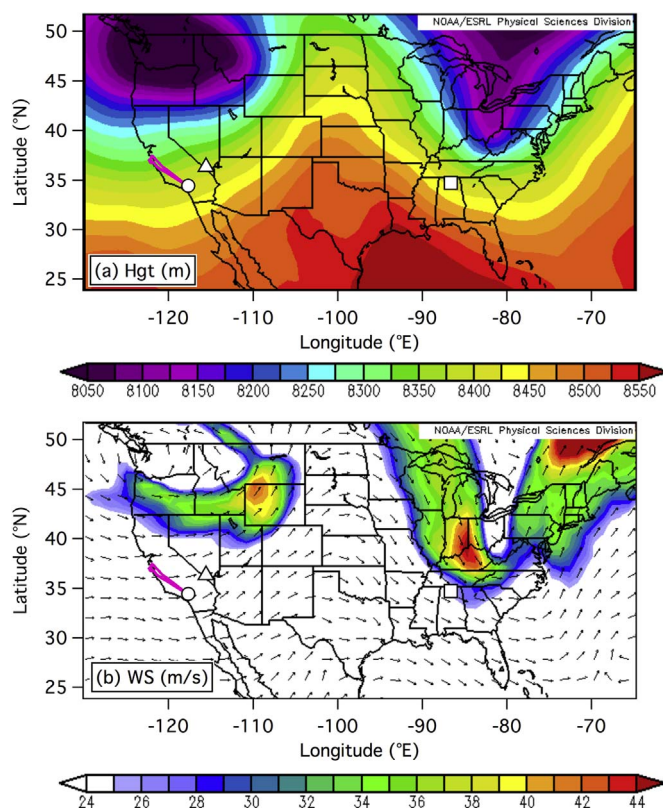 NOAA/ESRL Physical Sciences Division
50
45
40
35
30
25
Latitude (°N)
(a) Hgt (m)
-120 -110 -100 -90 -80 -70
Longitude (°E)
8050 8100 8150 8200 8250 8300 8350 8400 8450 8500 8550
NOAA/ESRL Physical Sciences Division
50
45
40
35
30
25
Latitude (°N)
(b) WS (m/s)
-120 -110 -100 -90 -80 -70
Longitude (°E)
24 26 28 30 32 34 36 38 40 42 44